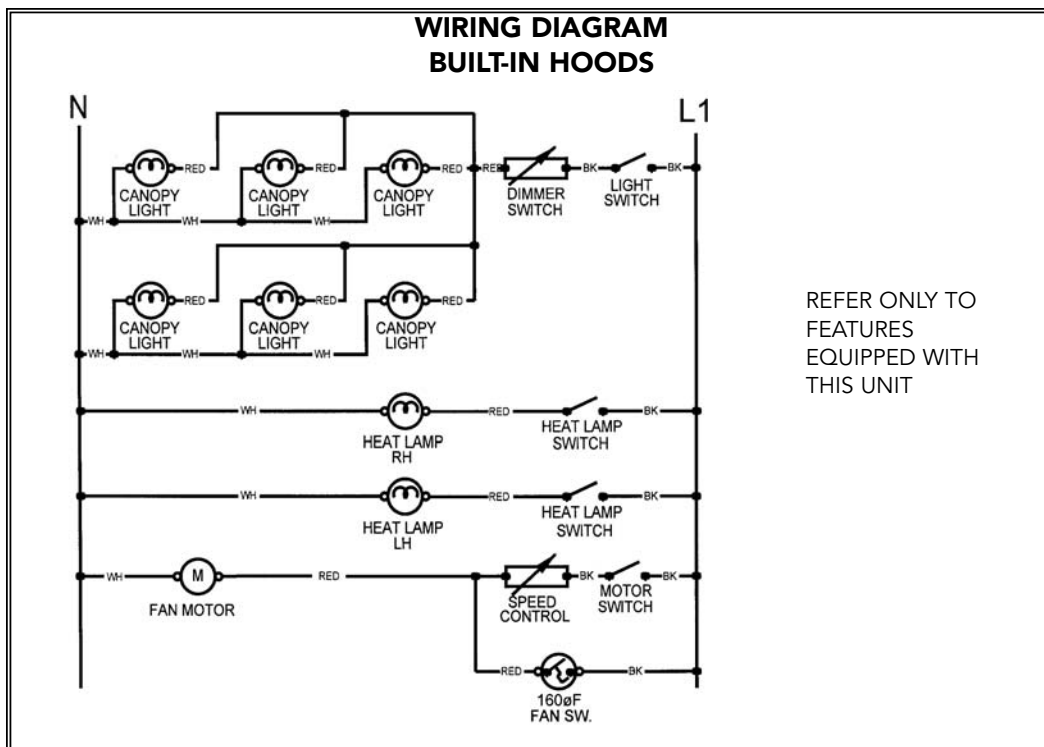 WIRING DIAGRAM
BUILT-IN HOODS
N
L1
RED
RED
RED
RED
BK
BK
CANOPY
LIGHT
CANOPY
LIGHT
CANOPY
LIGHT
DIMMER
SWITCH
LIGHT
SWITCH
WH
WH
WH
RED
RED
RED
CANOPY
LIGHT
CANOPY
LIGHT
CANOPY
LIGHT
WH
WH
WH
REFER ONLY TO
FEATURES
EQUIPPED WITH
THIS UNIT
WH
RED
BK
HEAT LAMP
RH
HEAT LAMP
SWITCH
WH
RED
BK
HEAT LAMP
LH
HEAT LAMP
SWITCH
WH
M
RED
BK
BK
FAN MOTOR
SPEED
CONTROL
MOTOR
SWITCH
RED
BK
160øF
FAN SW.